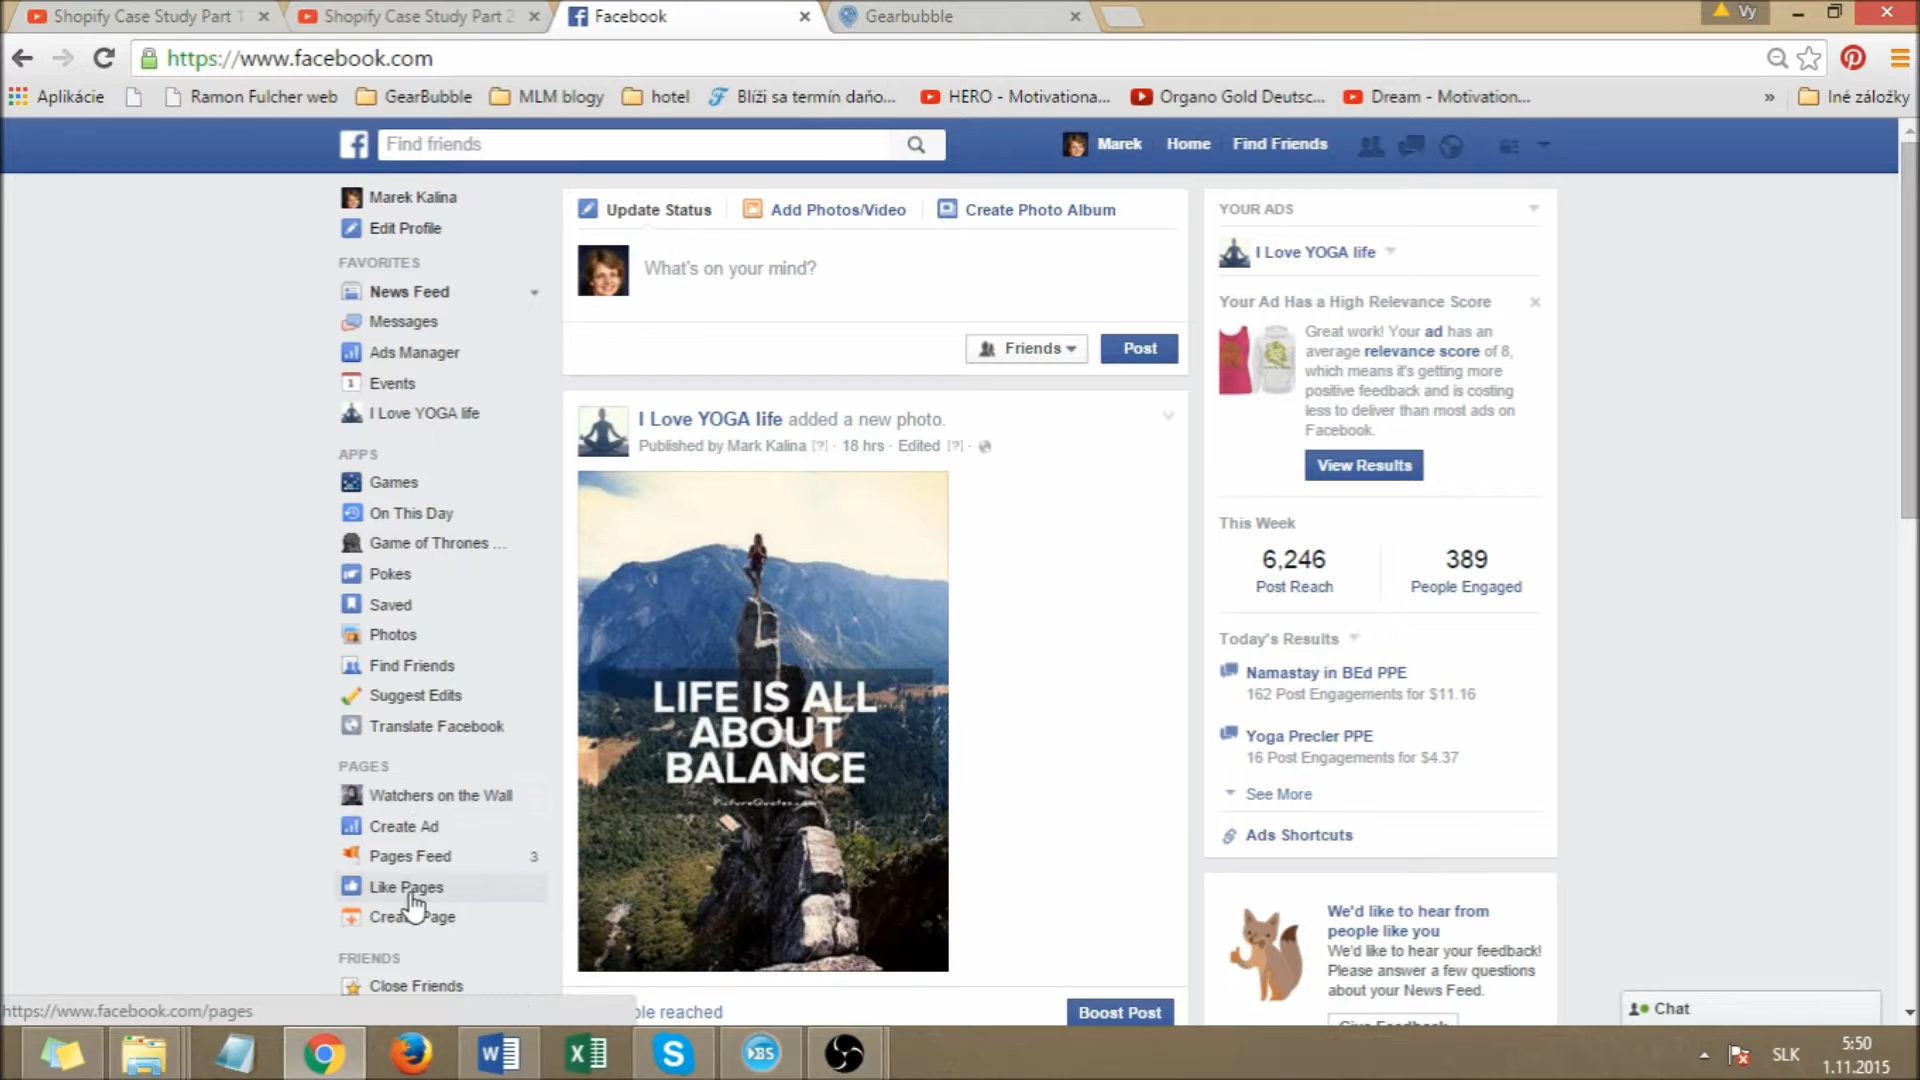 Shopify Case Study Part 1
Shopify Case Study Part 2
Facebook
Gearbubble
Vy
https://www.facebook.com
Aplikácie
Ramon Fulcher web
GearBubble
MLM blogy
hotel
Blíži sa termín daňo...
HERO - Motivationa...
Organo Gold Deutsc...
Dream - Motivation...
»
Iné záložky
Find friends
Marek
Home
Find Friends
Marek Kalina
Edit Profile
FAVORITES
News Feed
Messages
Ads Manager
Events
I Love YOGA life
APPS
Games
On This Day
Game of Thrones ...
Pokes
Saved
Photos
Find Friends
Suggest Edits
Translate Facebook
PAGES
Watchers on the Wall
Create Ad
Pages Feed 3
Like Pages
Create Page
FRIENDS
Close Friends
https://www.facebook.com/pages
Update Status
Add Photos/Video
Create Photo Album
What's on your mind?
Friends
Post
I Love YOGA life added a new photo.
Published by Mark Kalina [?] · 18 hrs · Edited [?] ·
LIFE IS ALL
ABOUT
BALANCE
PictureQuotes.com
reached
Boost Post
YOUR ADS
I Love YOGA life
Your Ad Has a High Relevance Score
Great work! Your ad has an
average relevance score of 8,
which means it's getting more
positive feedback and is costing
less to deliver than most ads on
Facebook.
View Results
This Week
6,246
Post Reach
389
People Engaged
Today's Results
Namastay in BEd PPE
162 Post Engagements for $11.16
Yoga Precler PPE
16 Post Engagements for $4.37
See More
Ads Shortcuts
We'd like to hear from
people like you
We'd like to hear your feedback!
Please answer a few questions
about your News Feed.
Give Feedback
Chat
SLK
5:50
1.11.2015